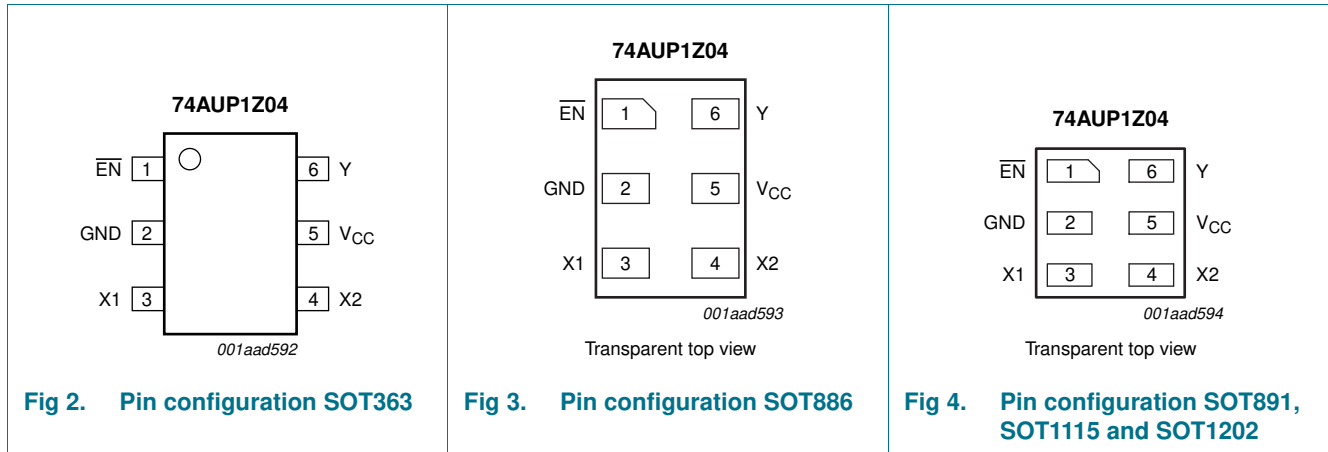 74AUP1Z04
EN 1 6 Y
GND 2 5 VCC
X1 3 4 X2
001aad592
Fig 2. Pin configuration SOT363
74AUP1Z04
EN 1 6 Y
GND 2 5 VCC
X1 3 4 X2
001aad593
Transparent top view
Fig 3. Pin configuration SOT886
74AUP1Z04
EN 1 6 Y
GND 2 5 VCC
X1 3 4 X2
001aad594
Transparent top view
Fig 4. Pin configuration SOT891,
SOT1115 and SOT1202